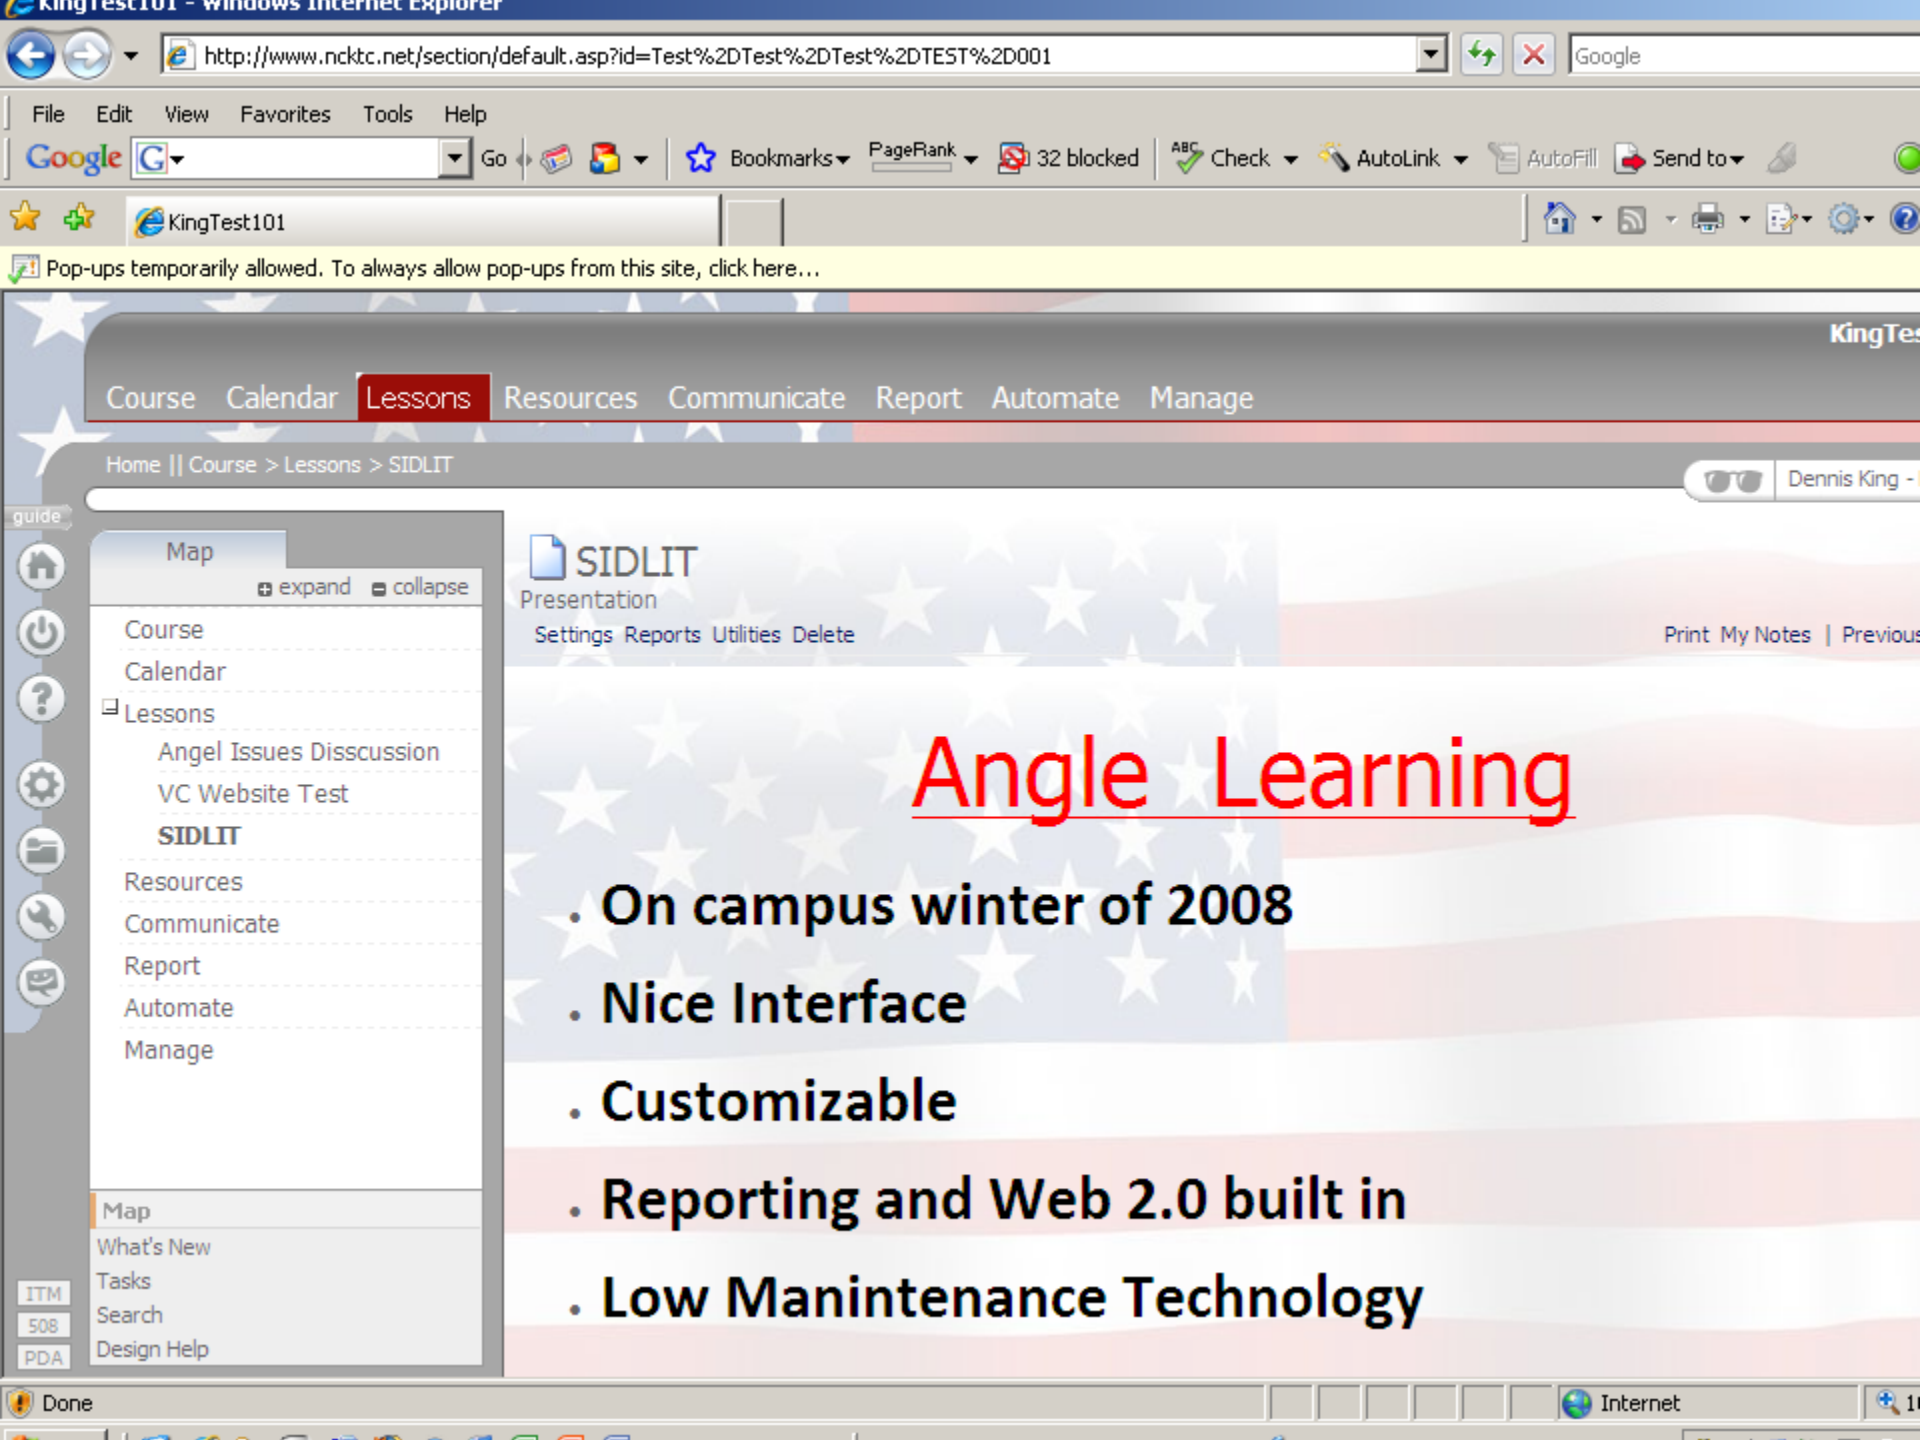 KingTest101 - Windows Internet Explorer
http://www.ncktc.net/section/default.asp?id=Test%2DTest%2DTest%2DTEST%2D001
Google
File Edit View Favorites Tools Help
Google G Go Bookmarks PageRank 32 blocked ABC Check AutoLink AutoFill Send to
KingTest101
Pop-ups temporarily allowed. To always allow pop-ups from this site, click here...
KingTes
Course Calendar Lessons Resources Communicate Report Automate Manage
Home || Course > Lessons > SIDLIT
Dennis King -
guide
Map
expand collapse
Course
Calendar
Lessons
Angel Issues Disscussion
VC Website Test
SIDLIT
Resources
Communicate
Report
Automate
Manage
Map
What's New
Tasks
Search
Design Help
ITM
508
PDA
SIDLIT
Presentation
Settings Reports Utilities Delete
Print My Notes | Previous
Angle Learning
. On campus winter of 2008
. Nice Interface
. Customizable
. Reporting and Web 2.0 built in
. Low Manintenance Technology
Done
Internet